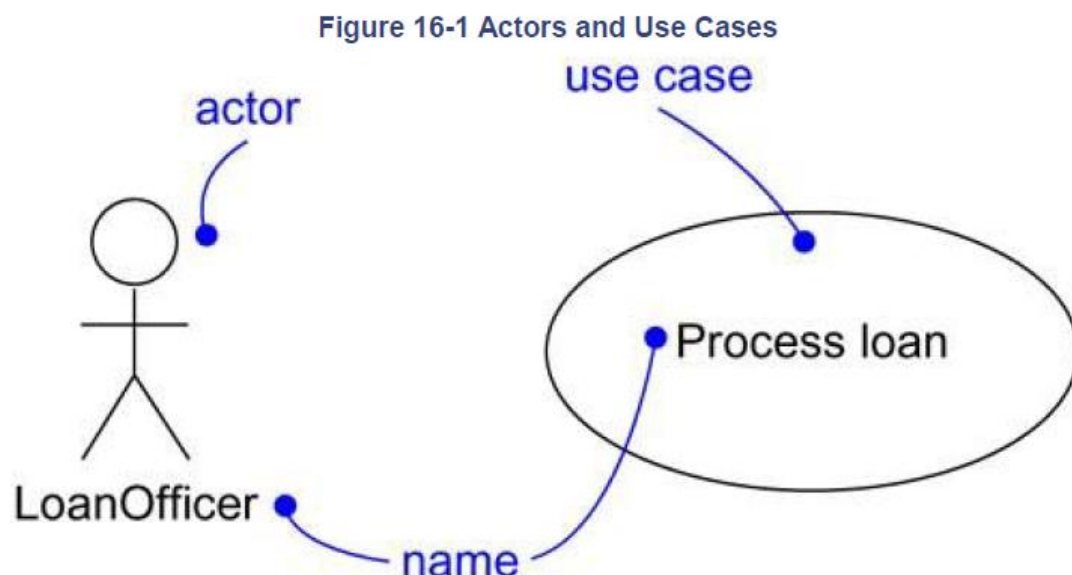 Figure 16-1 Actors and Use Cases
use case
actor
Process loan
LoanOfficer
name